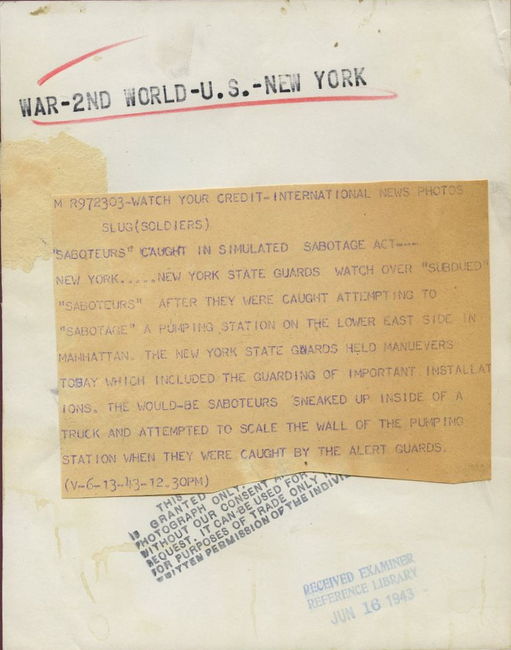 WAR-2ND WORLD-U.S.-NEW YORK
M R972303-WATCH YOUR CREDIT-INTERNATIONAL NEWS PHOTOS
SLUG(SOLDIERS)
"SABOTEURS" CAUGHT IN SIMULATED SABOTAGE ACT---
NEW YORK.....NEW YORK STATE GUARDS WATCH OVER "SUBDUED"
"SABOTEURS" AFTER THEY WERE CAUGHT ATTEMPTING TO
"SABOTAGE" A PUMPING STATION ON THE LOWER EAST SIDE IN
MANHATTAN. THE NEW YORK STATE GUARDS HELD MANUEVERS
TODAY WHICH INCLUDED THE GUARDING OF IMPORTANT INSTALLAT
IONS. THE WOULD-BE SABOTEURS SNEAKED UP INSIDE OF A
TRUCK AND ATTEMPTED TO SCALE THE WALL OF THE PUMPING
STATION WHEN THEY WERE CAUGHT BY THE ALERT GUARDS.
(V-6-13-43-12.30PM)
THIS
IS GRANTED
PHOTOGRAPH ONLY.
WITHOUT OUR CONSENT
REQUEST. IT CAN BE USED FOR
FOR PURPOSES OF TRADE ONLY
WRITTEN PERMISSION OF THE INDIVI
RECEIVED EXAMINER
REFERENCE LIBRARY
JUN 16 1943